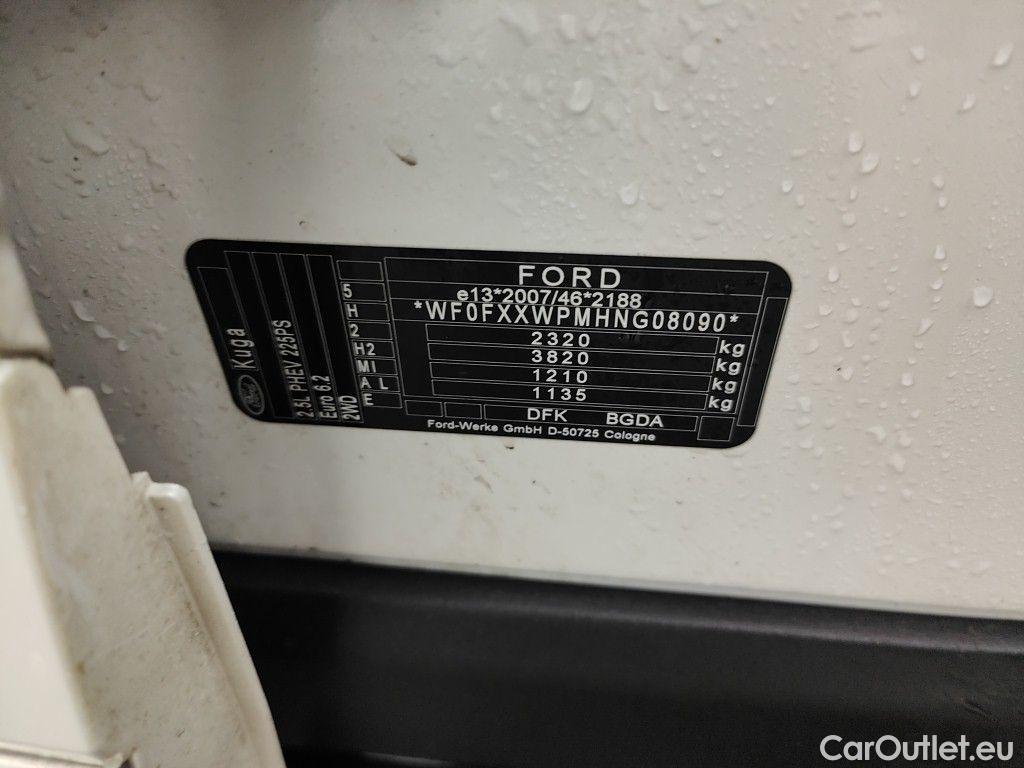 FORD
e13*2007/46*2188
*WF0FXXWPMHNG08090*
2320 kg
3820 kg
1210 kg
1135 kg
DFK BGDA
Ford-Werke GmbH D-50725 Cologne
5
H
2
H2
MI
A L
E
Ford
Kuga
2.5L PHEV 225PS
Euro 6.2
2WD
CarOutlet.eu